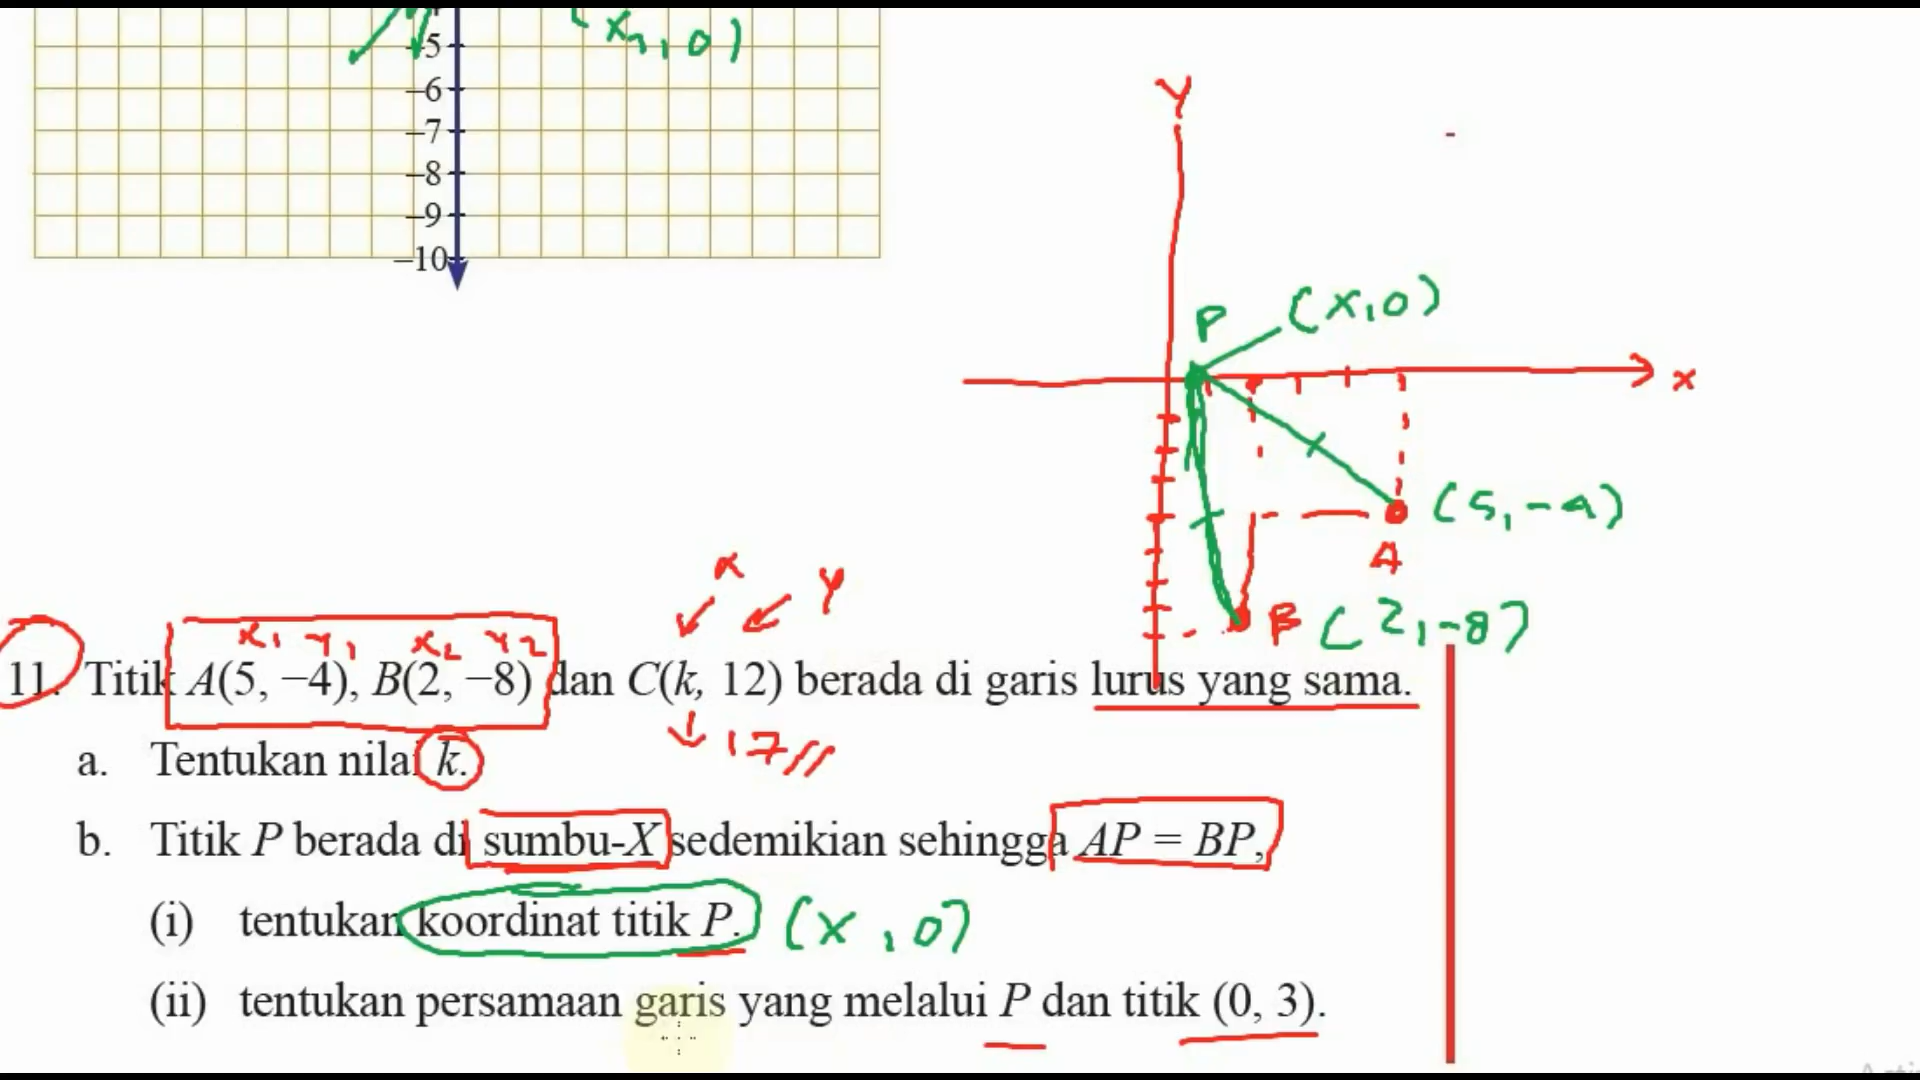 (x₁, 0)
–5
–6
–7
–8
–9
–10
Y
P (x,0)
x
(5,-4)
A
B (2,-8)
x y
x₁ y₁ x₂ y₂
11. Titik A(5, −4), B(2, −8) dan C(k, 12) berada di garis lurus yang sama.
17//
a. Tentukan nilai k.
b. Titik P berada di sumbu-X sedemikian sehingga AP = BP,
(i) tentukan koordinat titik P. (x, 0)
(ii) tentukan persamaan garis yang melalui P dan titik (0, 3).